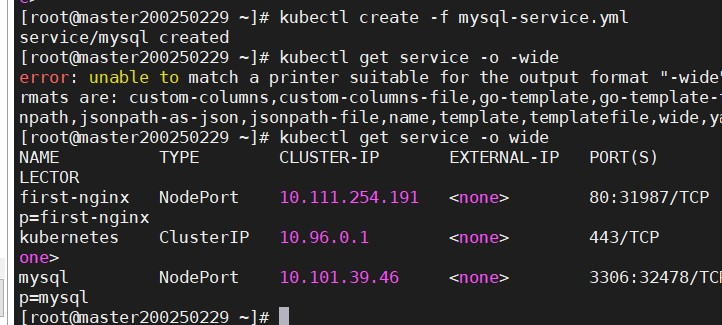 [root@master200250229 ~]# kubectl create -f mysql-service.yml
service/mysql created
[root@master200250229 ~]# kubectl get service -o -wide
error: unable to match a printer suitable for the output format "-wide"
rmats are: custom-columns,custom-columns-file,go-template,go-template-
npath,jsonpath-as-json,jsonpath-file,name,template,templatefile,wide,ya
[root@master200250229 ~]# kubectl get service -o wide
NAME TYPE CLUSTER-IP EXTERNAL-IP PORT(S)
LECTOR
first-nginx NodePort 10.111.254.191 <none> 80:31987/TCP
p=first-nginx
kubernetes ClusterIP 10.96.0.1 <none> 443/TCP
one>
mysql NodePort 10.101.39.46 <none> 3306:32478/TCP
p=mysql
[root@master200250229 ~]#